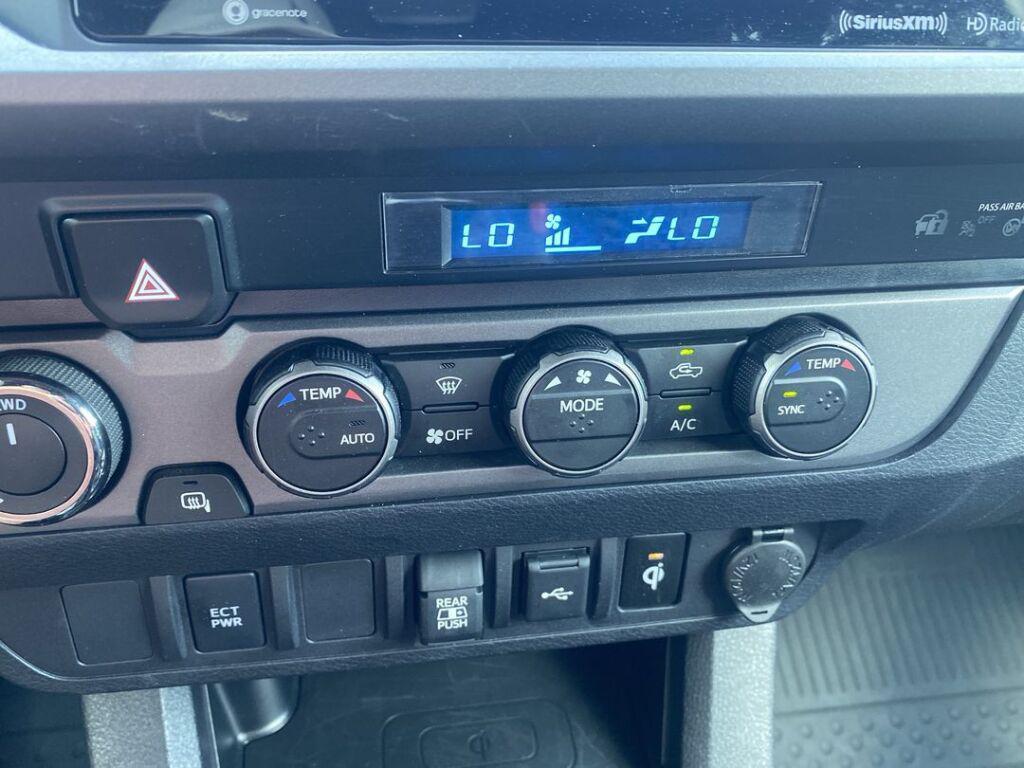 gracenote
SiriusXM
HD Radio
LO
LO
PASS AIR BA
OFF
WD
TEMP
AUTO
OFF
MODE
A/C
TEMP
SYNC
ECT
PWR
REAR
PUSH